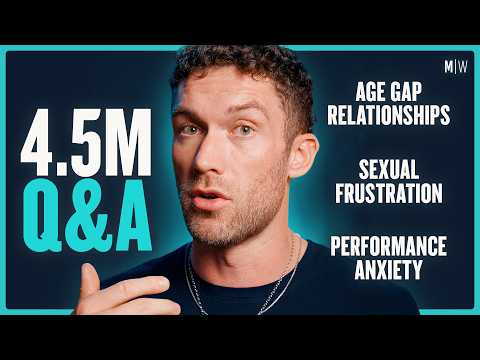 M|W
4.5M
Q&A
AGE GAP
RELATIONSHIPS
SEXUAL
FRUSTRATION
PERFORMANCE
ANXIETY